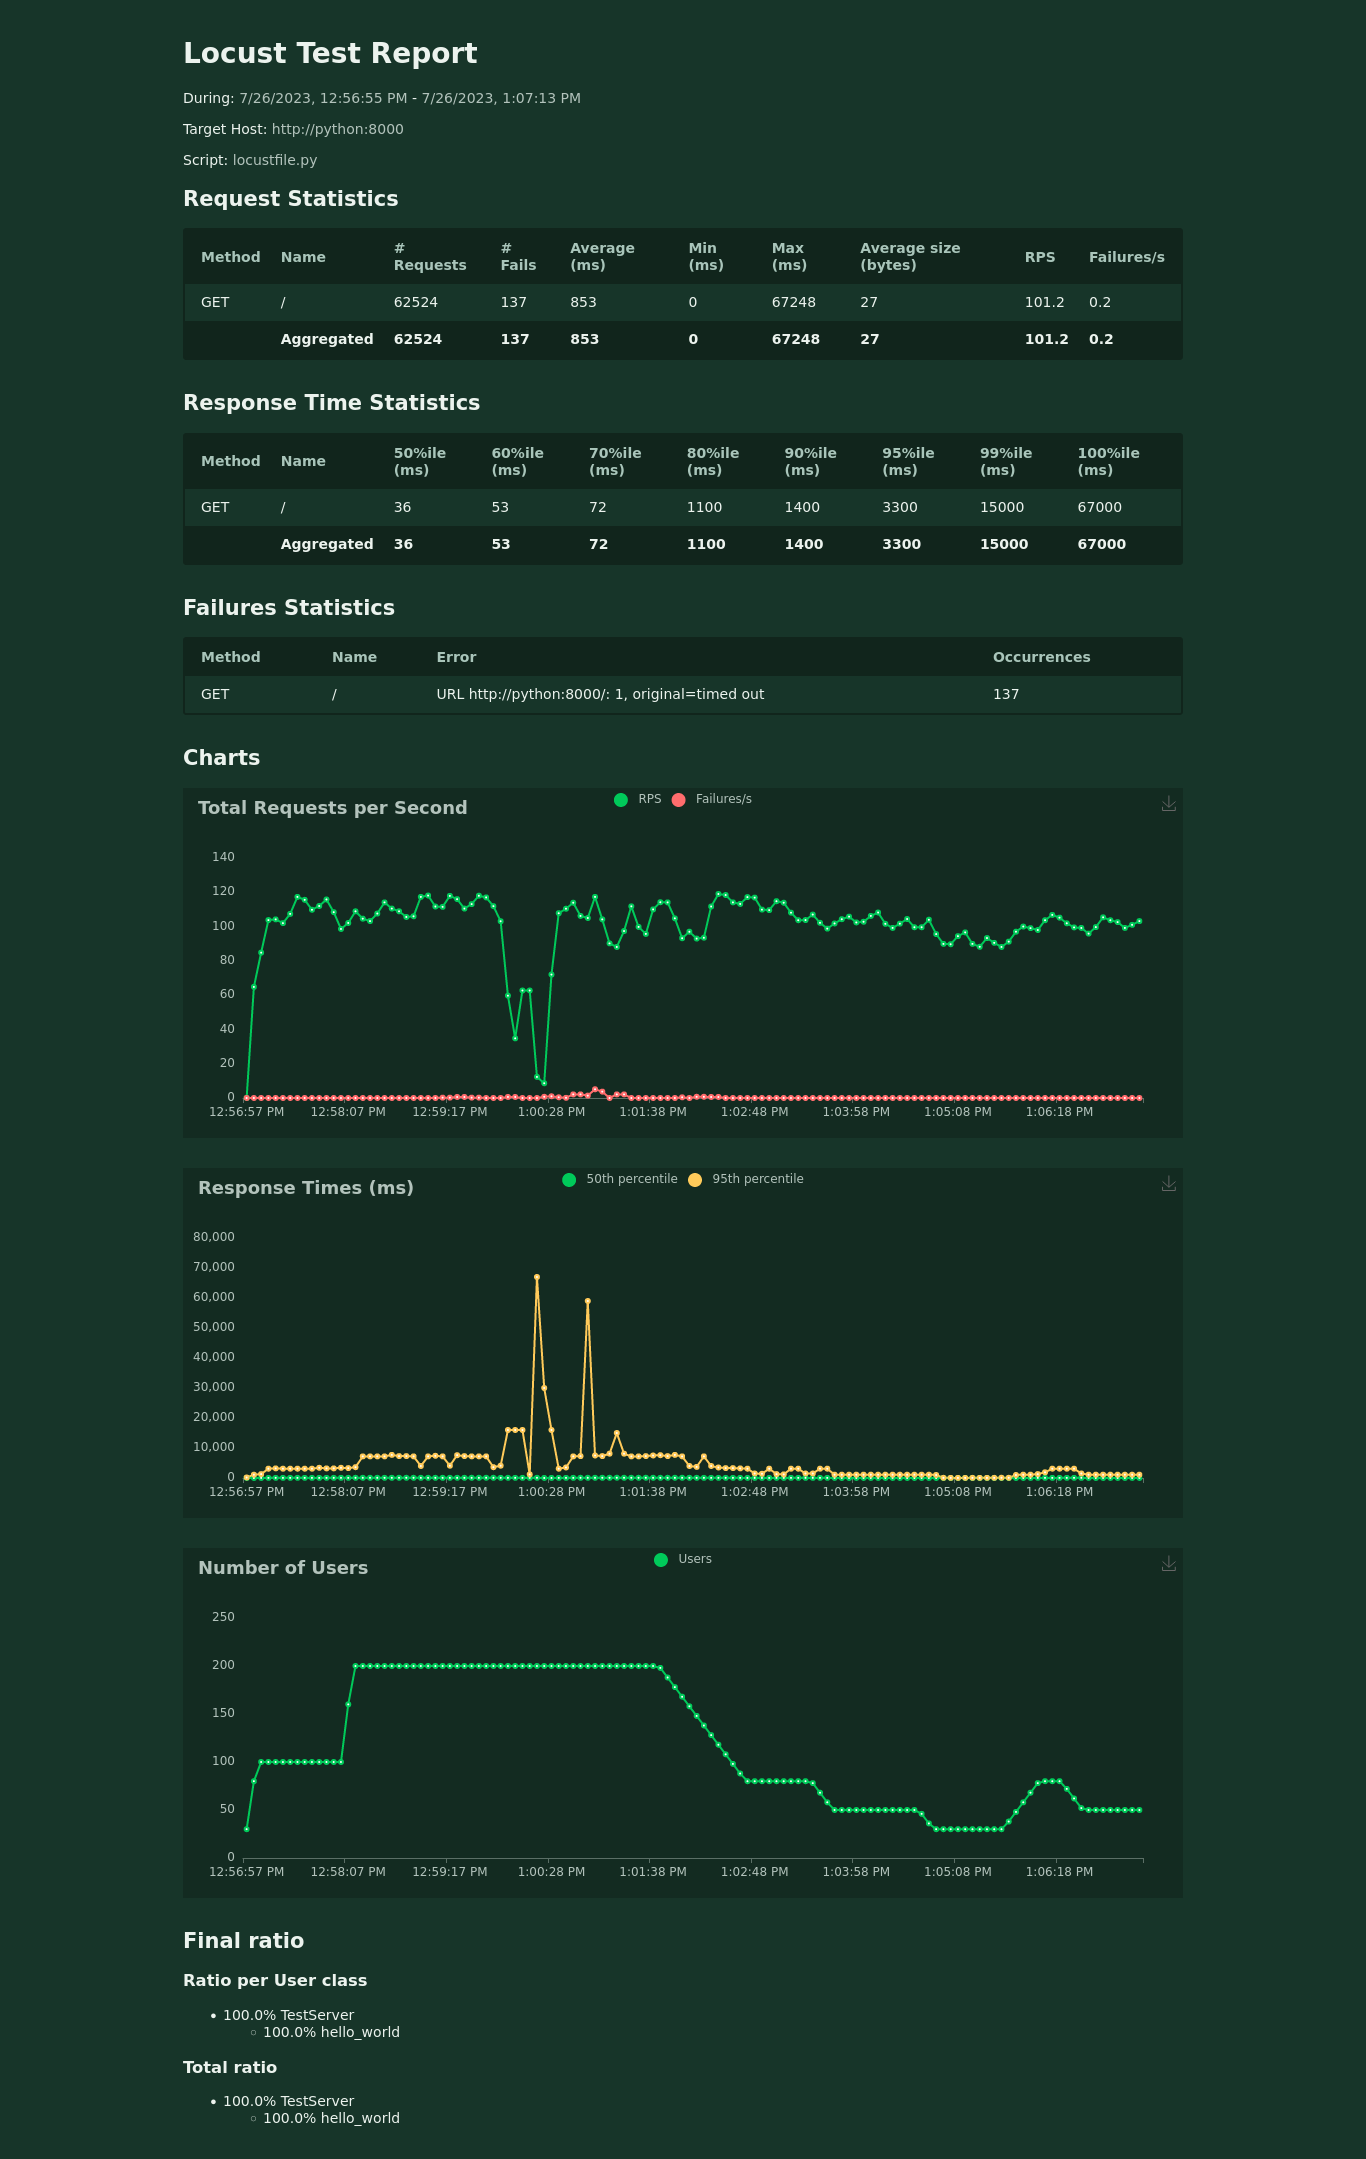 Locust Test Report
During: 7/26/2023, 12:56:55 PM - 7/26/2023, 1:07:13 PM
Target Host: http://python:8000
Script: locustfile.py
Request Statistics
Method Name # Requests # Fails Average (ms) Min (ms) Max (ms) Average size (bytes) RPS Failures/s
GET / 62524 137 853 0 67248 27 101.2 0.2
Aggregated 62524 137 853 0 67248 27 101.2 0.2
Response Time Statistics
Method Name 50%ile (ms) 60%ile (ms) 70%ile (ms) 80%ile (ms) 90%ile (ms) 95%ile (ms) 99%ile (ms) 100%ile (ms)
GET / 36 53 72 1100 1400 3300 15000 67000
Aggregated 36 53 72 1100 1400 3300 15000 67000
Failures Statistics
Method Name Error Occurrences
GET / URL http://python:8000/: 1, original=timed out 137
Charts
Total Requests per Second
RPS Failures/s
140
120
100
80
60
40
20
0
12:56:57 PM 12:58:07 PM 12:59:17 PM 1:00:28 PM 1:01:38 PM 1:02:48 PM 1:03:58 PM 1:05:08 PM 1:06:18 PM
Response Times (ms)
50th percentile 95th percentile
80,000
70,000
60,000
50,000
40,000
30,000
20,000
10,000
0
12:56:57 PM 12:58:07 PM 12:59:17 PM 1:00:28 PM 1:01:38 PM 1:02:48 PM 1:03:58 PM 1:05:08 PM 1:06:18 PM
Number of Users
Users
250
200
150
100
50
0
12:56:57 PM 12:58:07 PM 12:59:17 PM 1:00:28 PM 1:01:38 PM 1:02:48 PM 1:03:58 PM 1:05:08 PM 1:06:18 PM
Final ratio
Ratio per User class
• 100.0% TestServer
◦ 100.0% hello_world
Total ratio
• 100.0% TestServer
◦ 100.0% hello_world